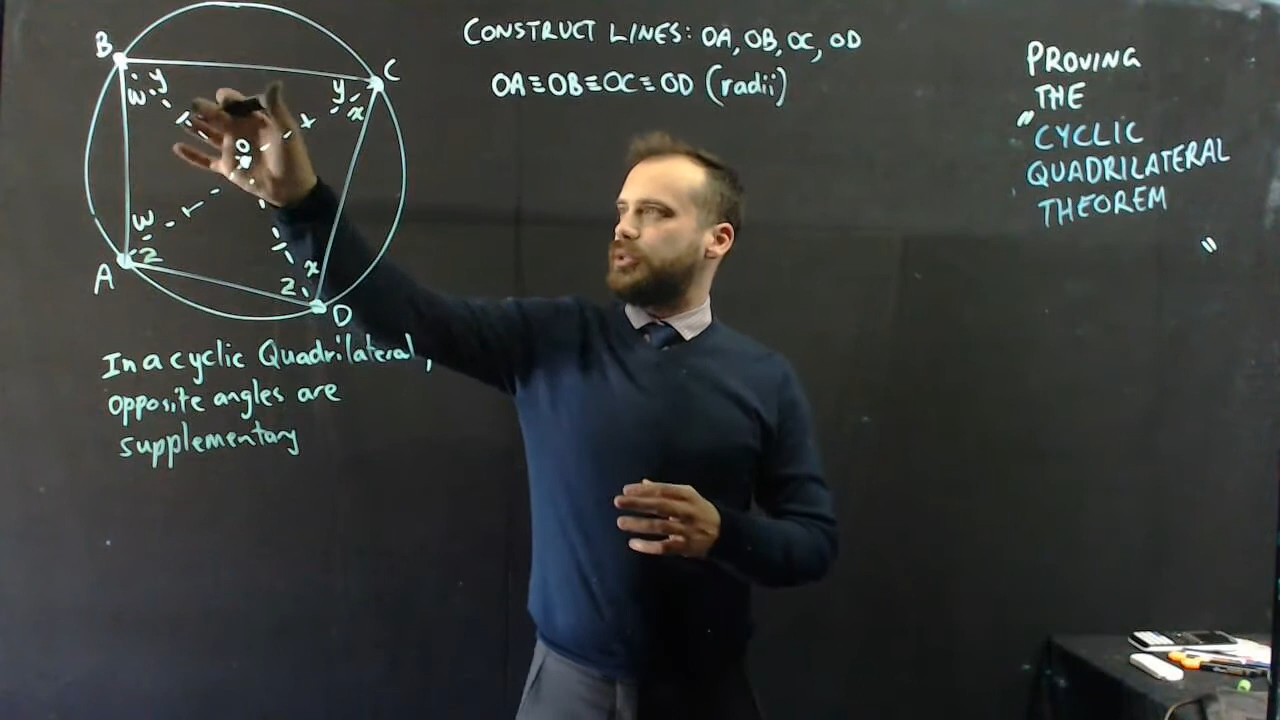 CONSTRUCT LINES: OA, OB, OC, OD
OA≡OB≡OC≡OD (radii)
PROVING
THE
"CYCLIC
QUADRILATERAL
THEOREM
"
B
C
y
w
y
x
O
w
z
x
z
A
D
In a cyclic Quadrilateral,
opposite angles are
supplementary